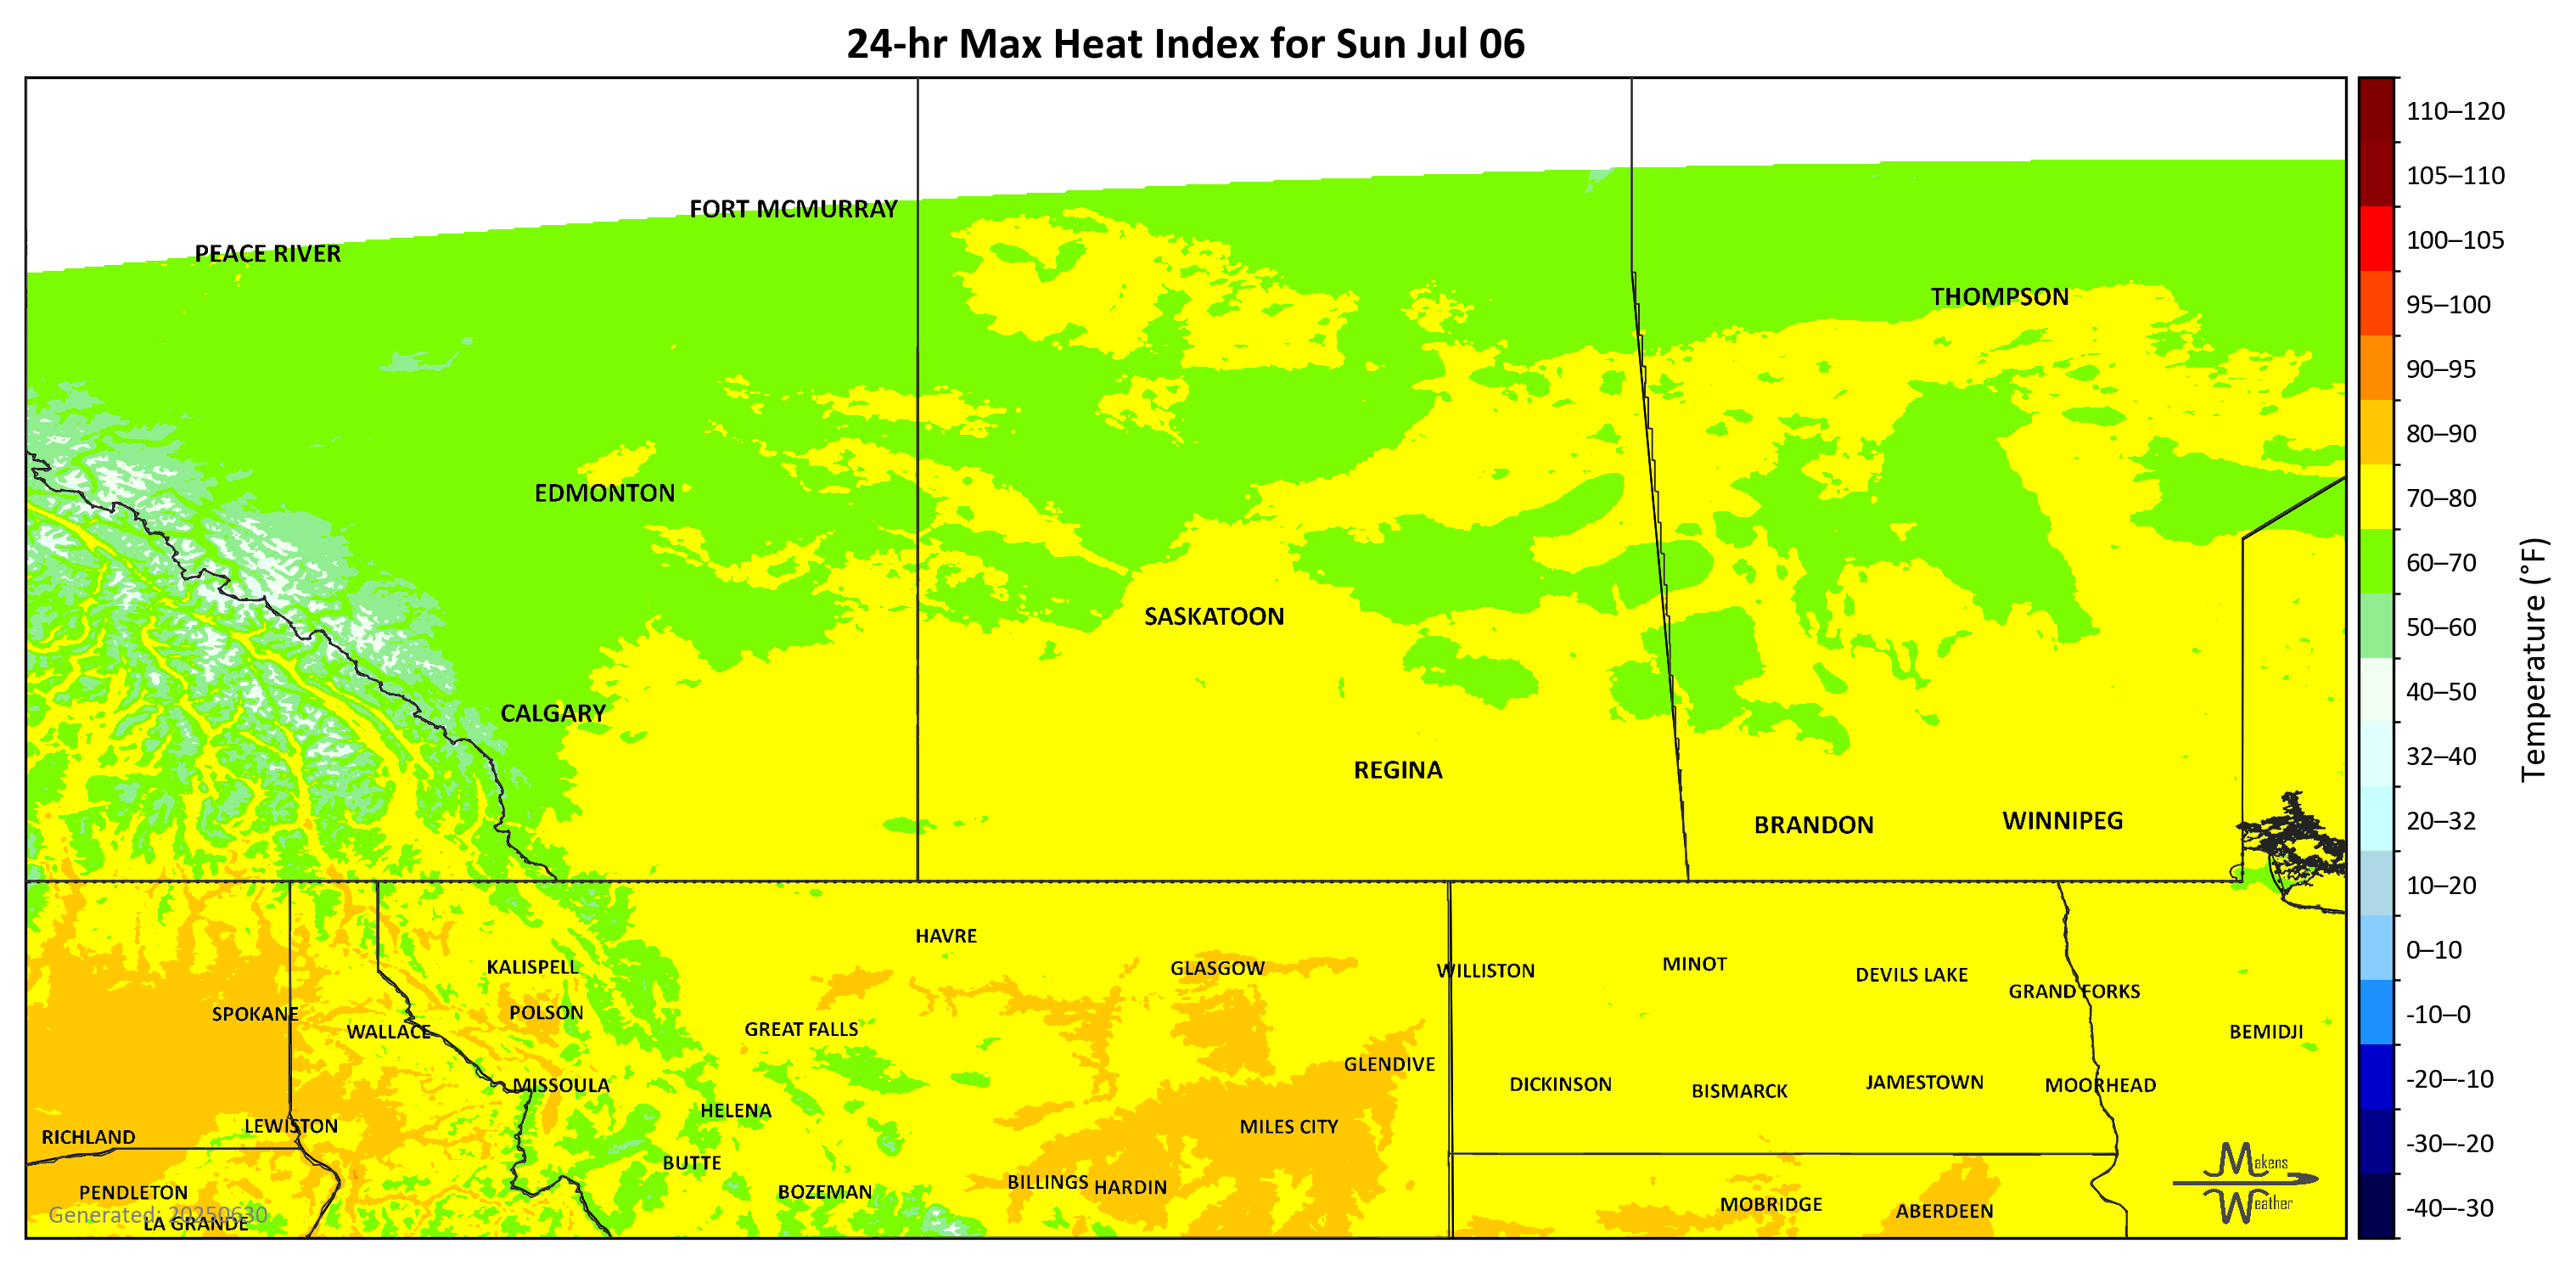 24-hr Max Heat Index for Sun Jul 06
110–120
105–110
FORT MCMURRAY
100–105
PEACE RIVER
THOMPSON
95–100
90–95
80–90
EDMONTON
70–80
60–70
SASKATOON
50–60
CALGARY
40–50
REGINA
32–40
Temperature (°F)
BRANDON
WINNIPEG
20–32
10–20
HAVRE
0–10
KALISPELL
GLASGOW
WILLISTON
MINOT
DEVILS LAKE
GRAND FORKS
SPOKANE
POLSON
-10–0
WALLACE
GREAT FALLS
BEMIDJI
GLENDIVE
-20–-10
MISSOULA
DICKINSON
BISMARCK
JAMESTOWN
MOORHEAD
HELENA
LEWISTON
MILES CITY
RICHLAND
-30–-20
BUTTE
Makens
Weather
PENDLETON
BOZEMAN
BILLINGS
HARDIN
MOBRIDGE
ABERDEEN
-40–-30
Generated: 20250630
LA GRANDE